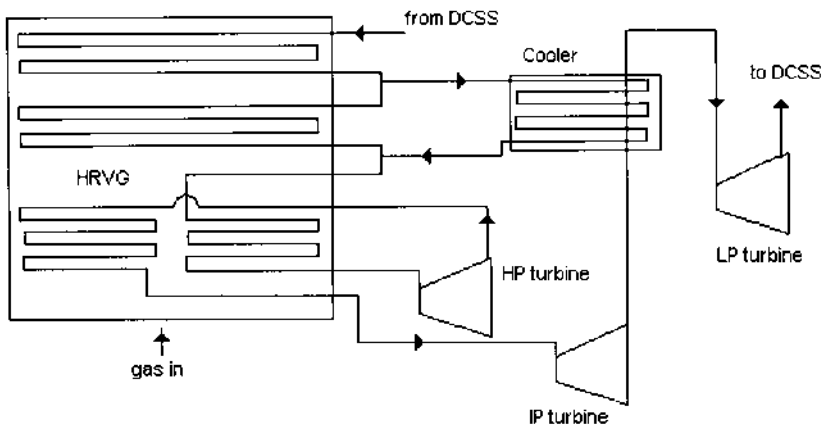 from DCSS
Cooler
to DCSS
HRVG
LP turbine
HP turbine
gas in
IP turbine